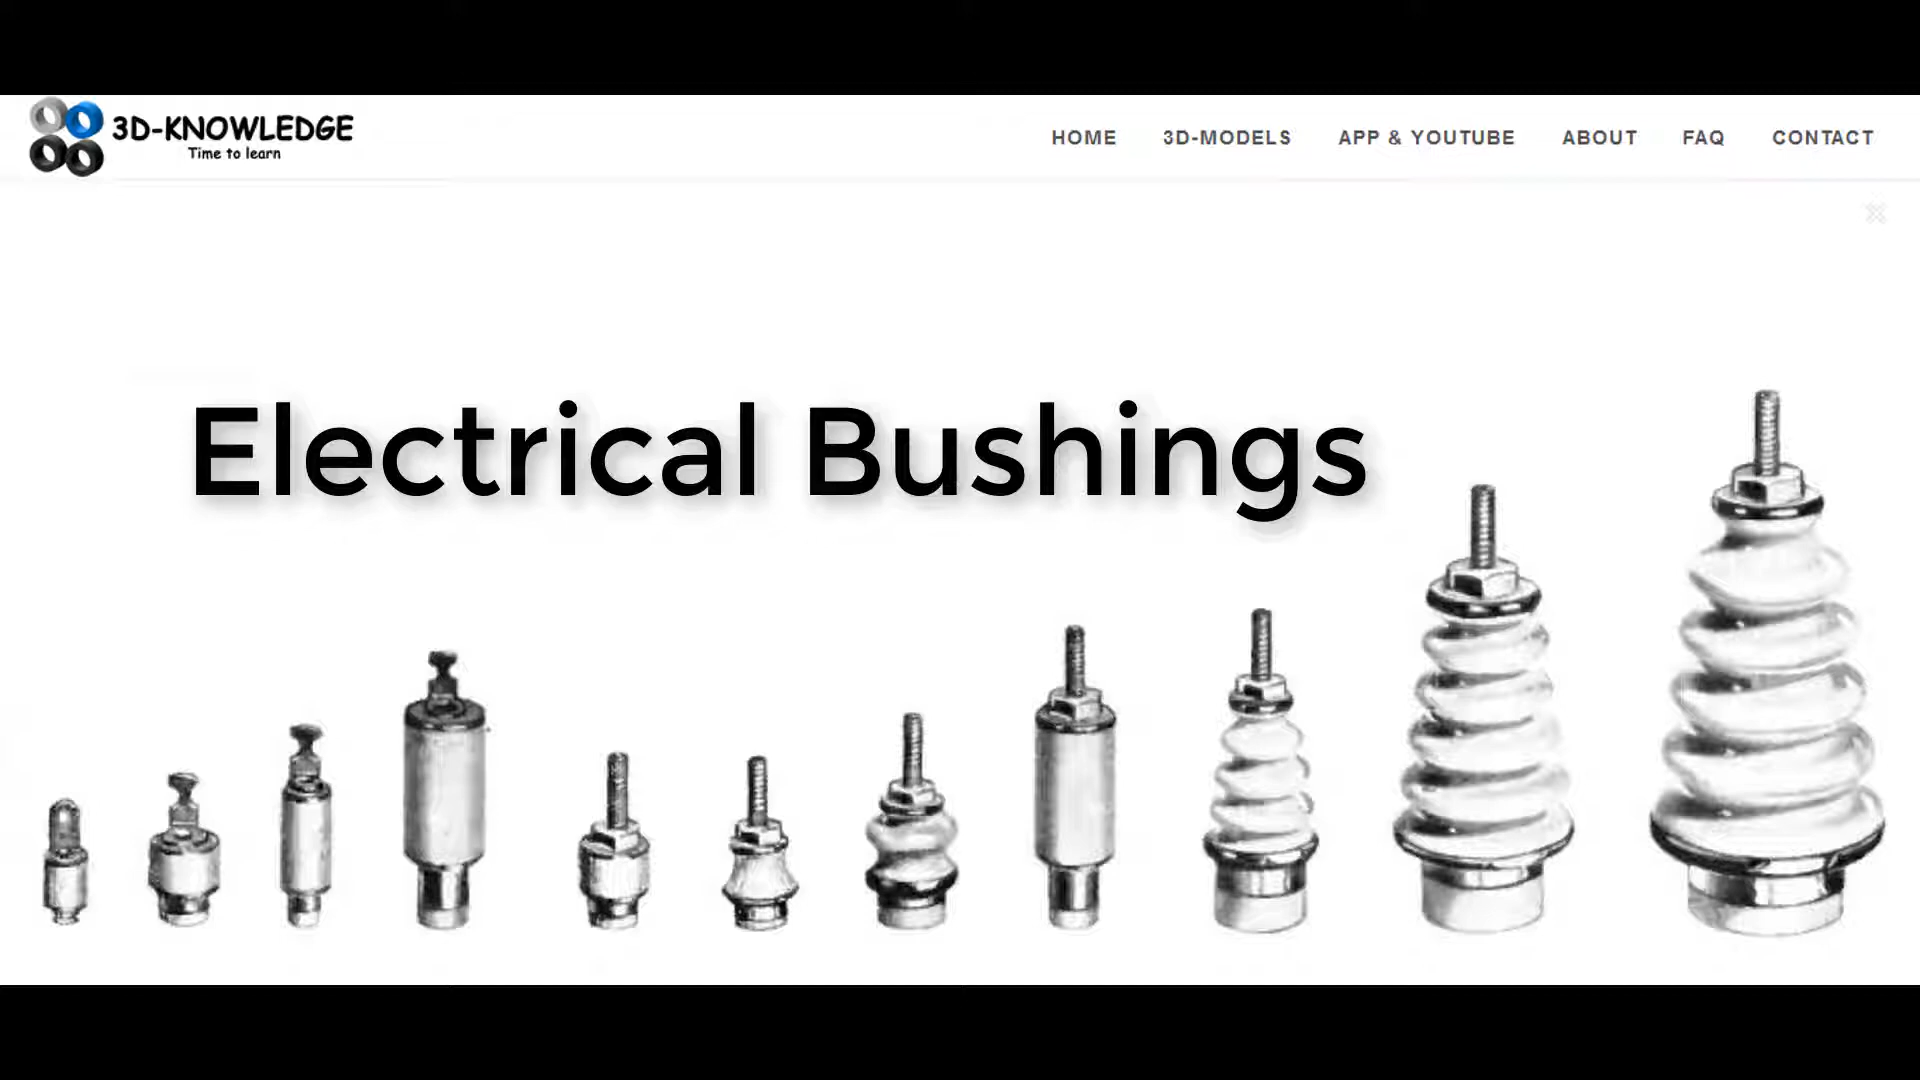 3D-KNOWLEDGE
Time to learn
HOME 3D-MODELS APP & YOUTUBE ABOUT FAQ CONTACT
Electrical Bushings